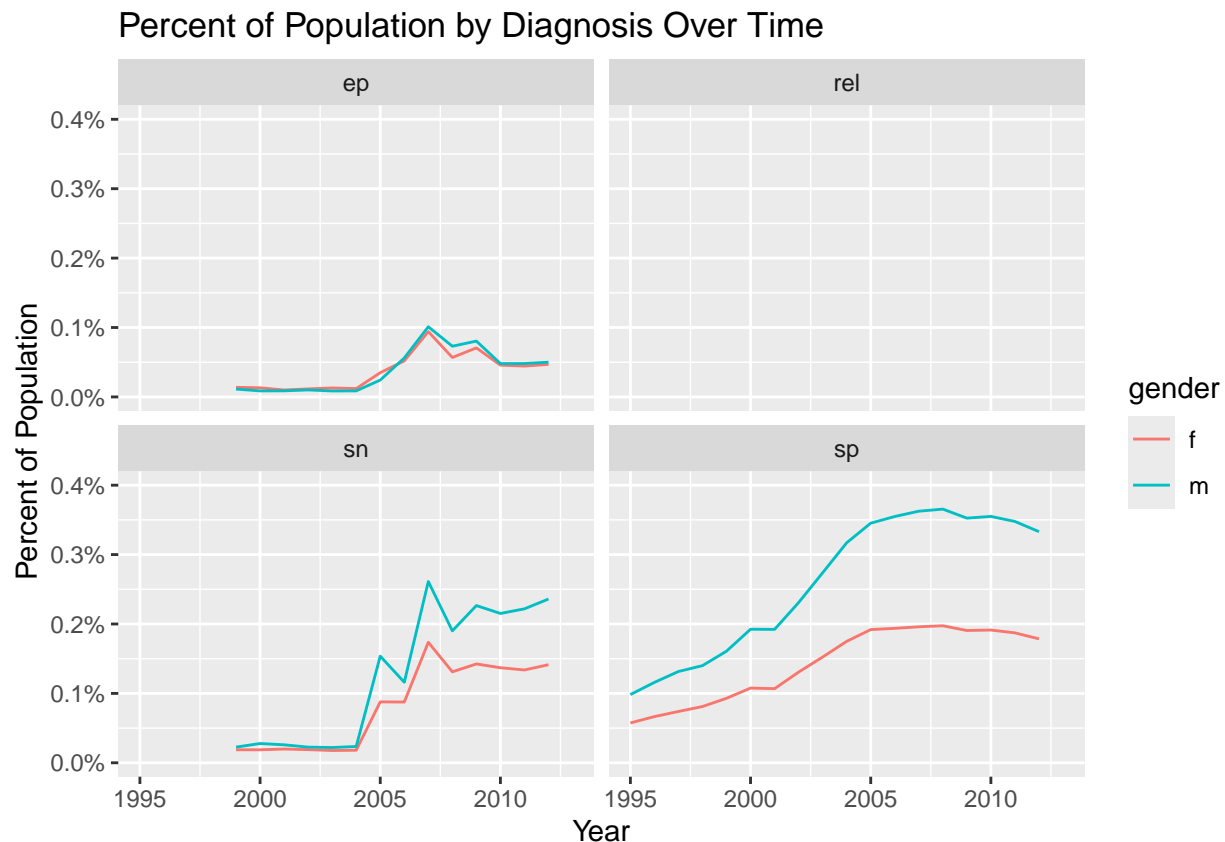 Percent of Population by Diagnosis Over Time
ep
rel
0.4%
0.3%
0.2%
0.1%
0.0%
sn
sp
0.4%
0.3%
0.2%
0.1%
0.0%
1995 2000 2005 2010
1995 2000 2005 2010
Year
Percent of Population
gender
f
m